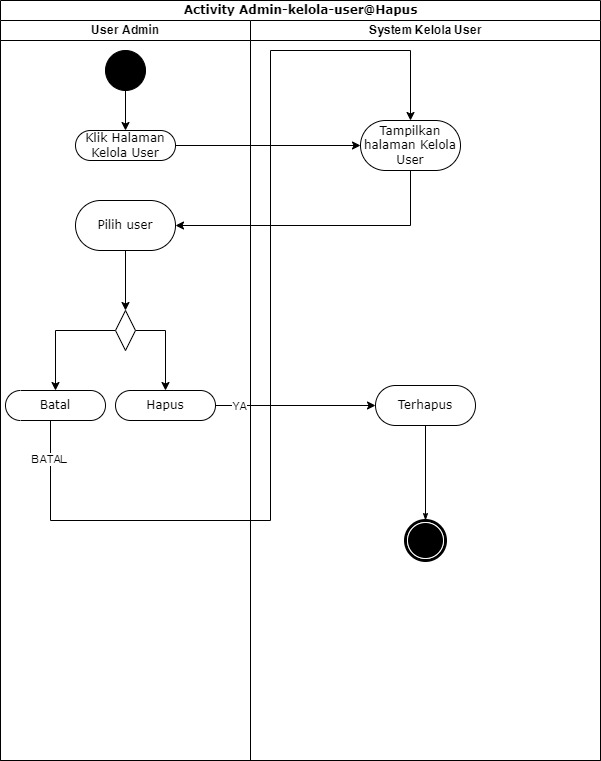 Activity Admin-kelola-user@Hapus
User Admin
System Kelola User
Klik Halaman
Kelola User
Tampilkan
halaman Kelola
User
Pilih user
Batal
Hapus
YA
Terhapus
BATAL